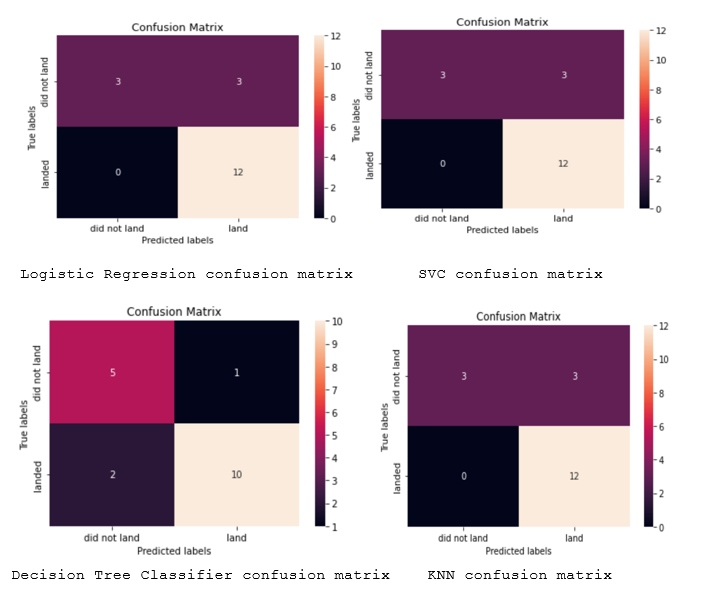 Confusion Matrix
did not land
landed
True labels
3
3
0
12
did not land
land
Predicted labels
12
10
8
6
4
2
0
Logistic Regression confusion matrix
Confusion Matrix
did not land
landed
True labels
3
3
0
12
did not land
land
Predicted labels
12
10
8
6
4
2
0
SVC confusion matrix
Confusion Matrix
did not land
landed
True labels
5
1
2
10
did not land
land
Predicted labels
10
9
8
7
6
5
4
3
2
1
Decision Tree Classifier confusion matrix
Confusion Matrix
did not land
landed
True labels
3
3
0
12
did not land
land
Predicted labels
12
10
8
6
4
2
0
KNN confusion matrix